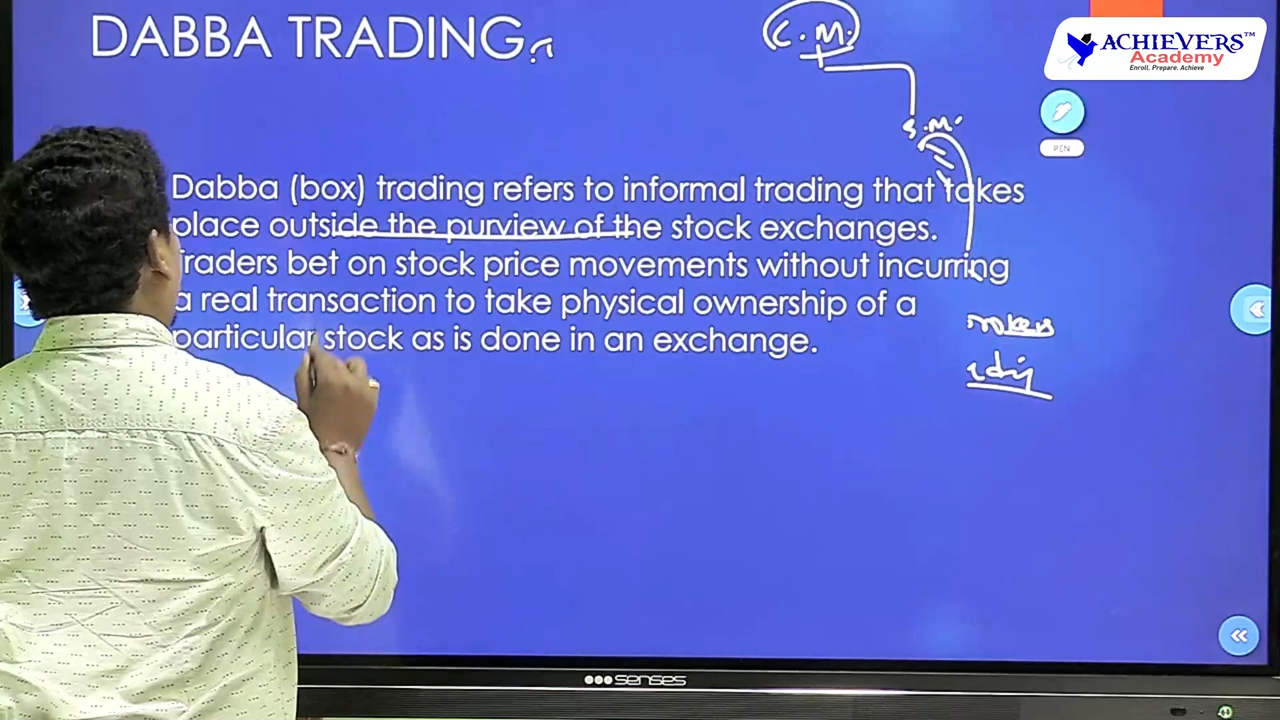 DABBA TRADING
C.M.
ACHIEVERS™
Academy
Enroll. Prepare. Achieve
S.M.
PEN
Dabba (box) trading refers to informal trading that takes
place outside the purview of the stock exchanges.
Traders bet on stock price movements without incurring
a real transaction to take physical ownership of a
particular stock as is done in an exchange.
senses